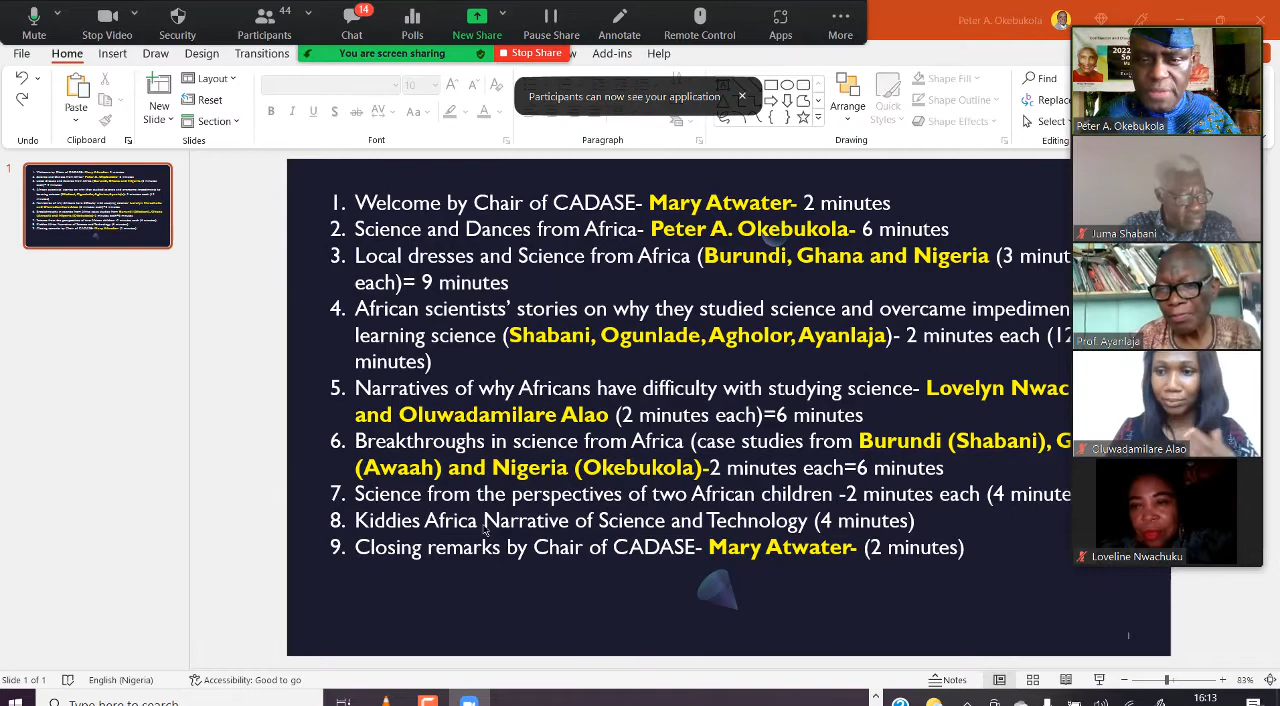 44
14
Mute
Stop Video
Security
Participants
Chat
Polls
New Share
Pause Share
Annotate
Remote Control
Apps
More
Peter A. Okebukola
You are screen sharing
Stop Share
File
Home
Insert
Draw
Design
Transitions
Add-ins
Help
Participants can now see your application
Paste
Clipboard
New
Slide
Layout
Reset
Section
Slides
10
B I U S ab AV Aa A
Paragraph
Arrange
Quick
Styles
Shape Fill
Shape Outline
Shape Effects
Drawing
Find
Replace
Select
Editing
1
1. Welcome by Chair of CADASE- Mary Atwater- 2 minutes
2. Science and Dances from Africa- Peter A. Okebukola- 6 minutes
3. Local dresses and Science from Africa (Burundi, Ghana and Nigeria (3 minut
each)= 9 minutes
4. African scientists’ stories on why they studied science and overcame impedimen
learning science (Shabani, Ogunlade, Agholor, Ayanlaja)- 2 minutes each (12
minutes)
5. Narratives of why Africans have difficulty with studying science- Lovelyn Nwac
and Oluwadamilare Alao (2 minutes each)=6 minutes
6. Breakthroughs in science from Africa (case studies from Burundi (Shabani), G
(Awaah) and Nigeria (Okebukola)-2 minutes each=6 minutes
7. Science from the perspectives of two African children -2 minutes each (4 minute
8. Kiddies Africa Narrative of Science and Technology (4 minutes)
9. Closing remarks by Chair of CADASE- Mary Atwater- (2 minutes)
1
2022
Peter A. Okebukola
Juma Shabani
Prof. Ayanlaja
Oluwadamilare Alao
Loveline Nwachuku
Slide 1 of 1
English (Nigeria)
Accessibility: Good to go
Notes
83%
Type here to search
16:13